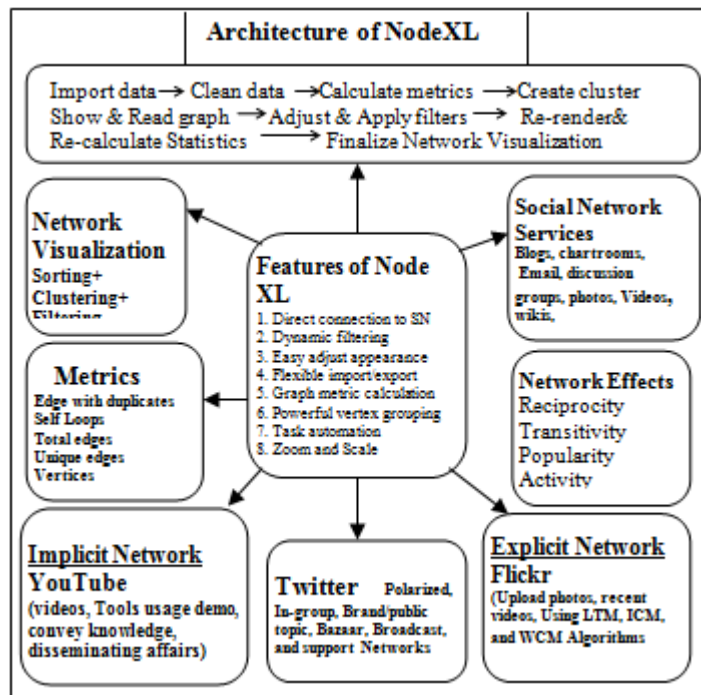 Architecture of NodeXL
Import data → Clean data → Calculate metrics → Create cluster
Show & Read graph → Adjust & Apply filters → Re-render&
Re-calculate Statistics → Finalize Network Visualization
Network
Visualization
Sorting+
Clustering+
Filtering
Features of Node
XL
1. Direct connection to SN
2. Dynamic filtering
3. Easy adjust appearance
4. Flexible import/export
5. Graph metric calculation
6. Powerful vertex grouping
7. Task automation
8. Zoom and Scale
Social Network
Services
Blogs, chartrooms,
Email, discussion
groups, photos, Videos,
wikis,
Metrics
Edge with duplicates
Self Loops
Total edges
Unique edges
Vertices
Network Effects
Reciprocity
Transitivity
Popularity
Activity
Implicit Network
YouTube
(videos, Tools usage demo,
convey knowledge,
disseminating affairs)
Twitter Polarized,
In-group, Brand/public
topic, Bazaar, Broadcast,
and support Networks
Explicit Network
Flickr
(Upload photos, recent
videos, Using LTM, ICM,
and WCM Algorithms